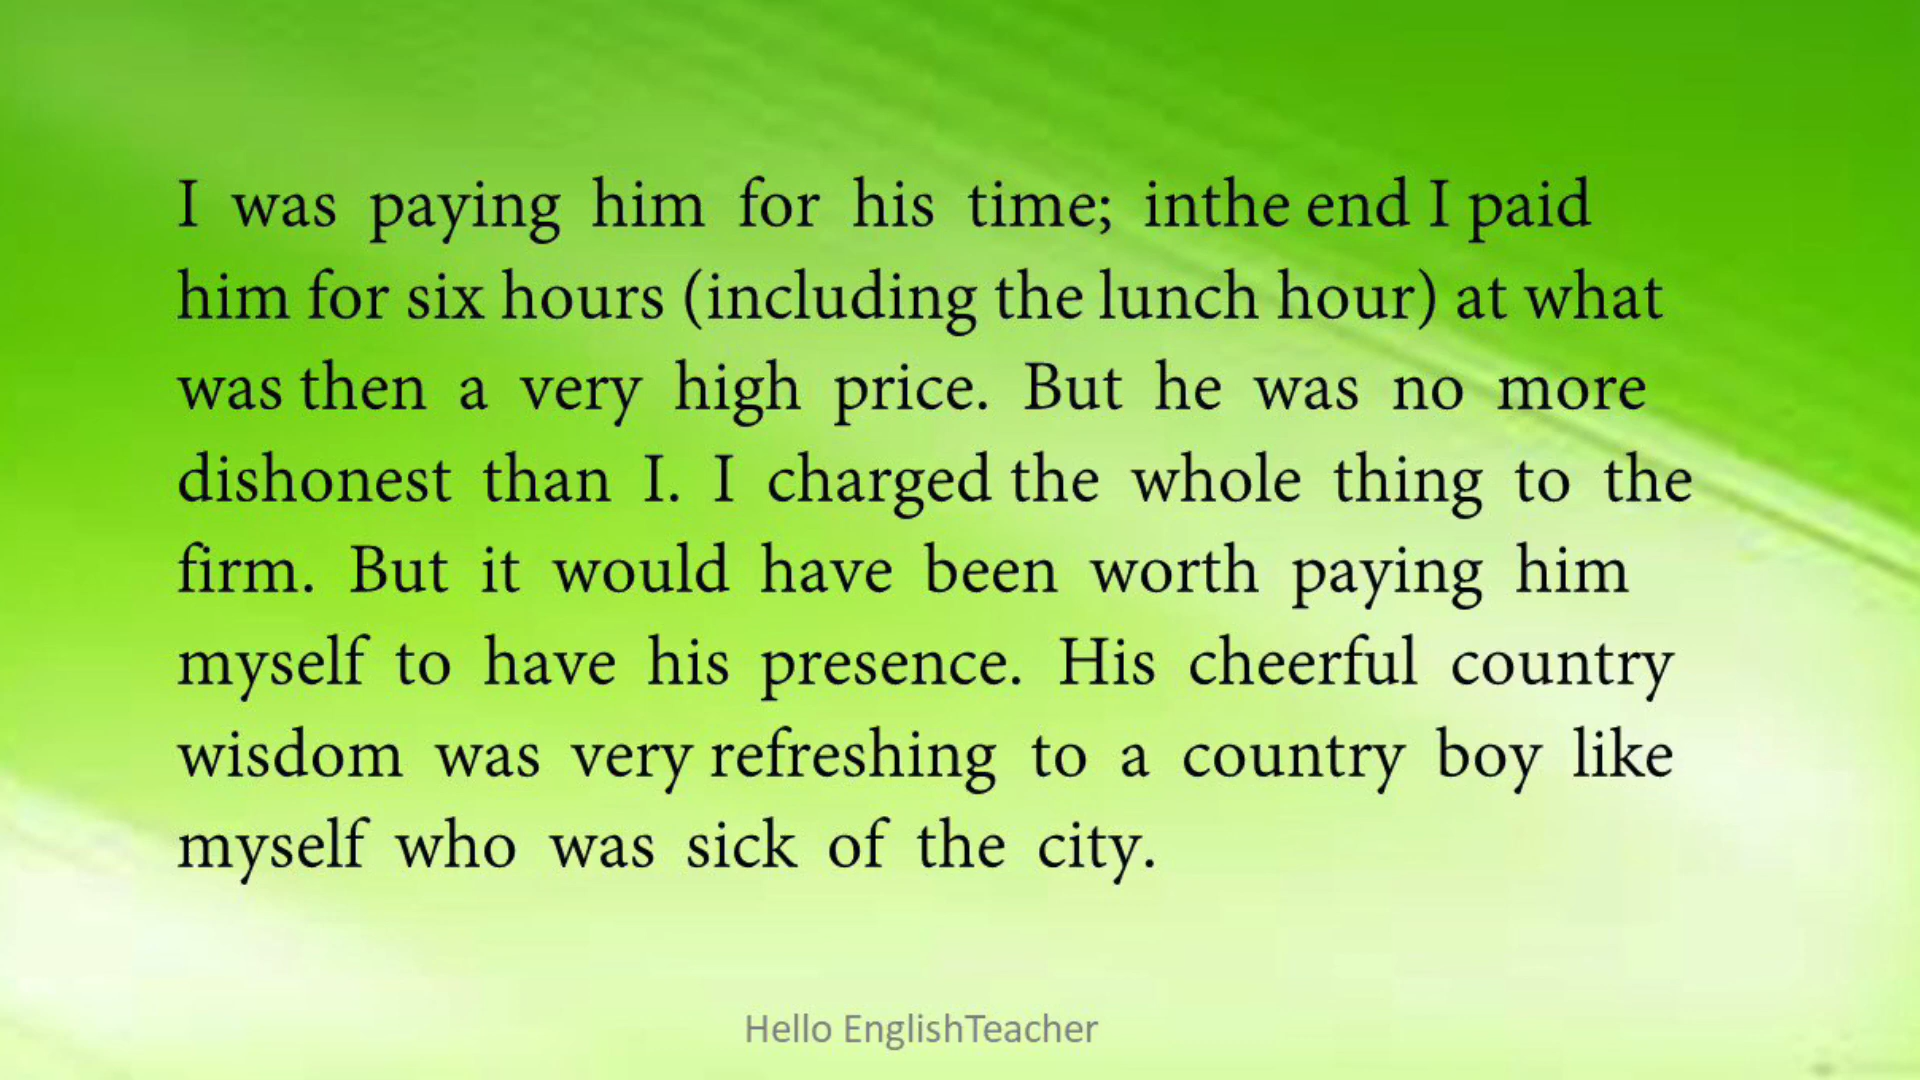 I was paying him for his time; inthe end I paid
him for six hours (including the lunch hour) at what
was then a very high price. But he was no more
dishonest than I. I charged the whole thing to the
firm. But it would have been worth paying him
myself to have his presence. His cheerful country
wisdom was very refreshing to a country boy like
myself who was sick of the city.
Hello EnglishTeacher